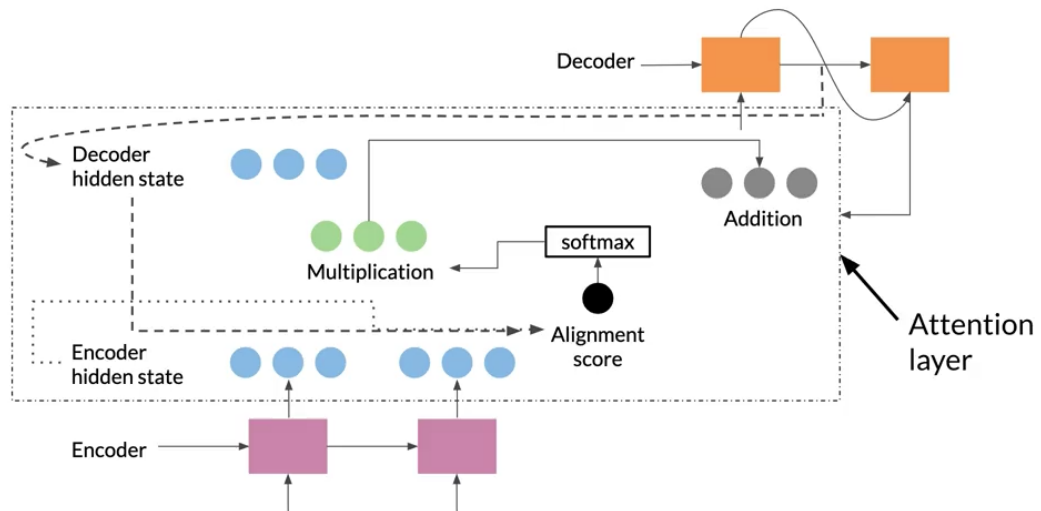 Decoder
Decoder
hidden state
Addition
softmax
Multiplication
Attention
layer
Alignment
score
Encoder
hidden state
Encoder